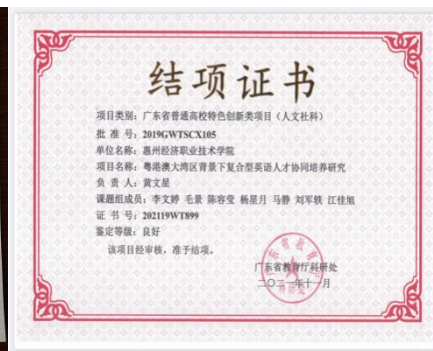 结项证书
项目类别：广东省普通高校特色创新类项目（人文社科）
批 准 号：2019GWTSCX105
单位名称：惠州经济职业技术学院
项目名称：粤港澳大湾区背景下复合型英语人才协同培养研究
负 责 人：黄文星
课题组成员：李文婷 毛景 陈容莹 杨星月 马静 刘军轶 江佳旭
证 书 号：202119WT899
鉴定等级：良好
该项目经审核，准予结项。
广东省教育厅科研处
二〇二一年十一月